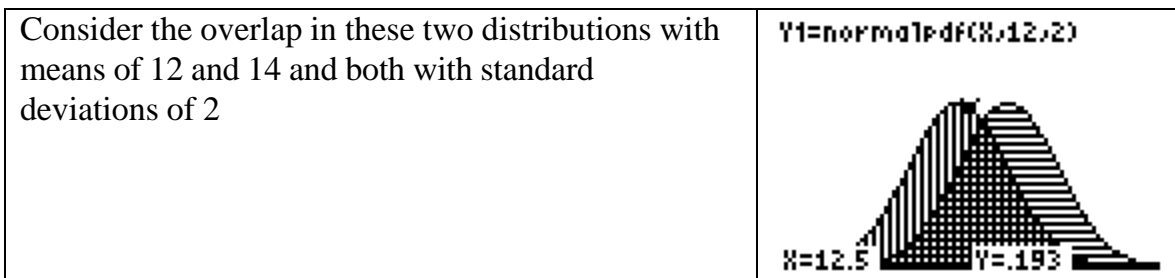 Consider the overlap in these two distributions with
means of 12 and 14 and both with standard
deviations of 2
Y1=normalpdf(X,12,2)
X=12.5 Y=.193